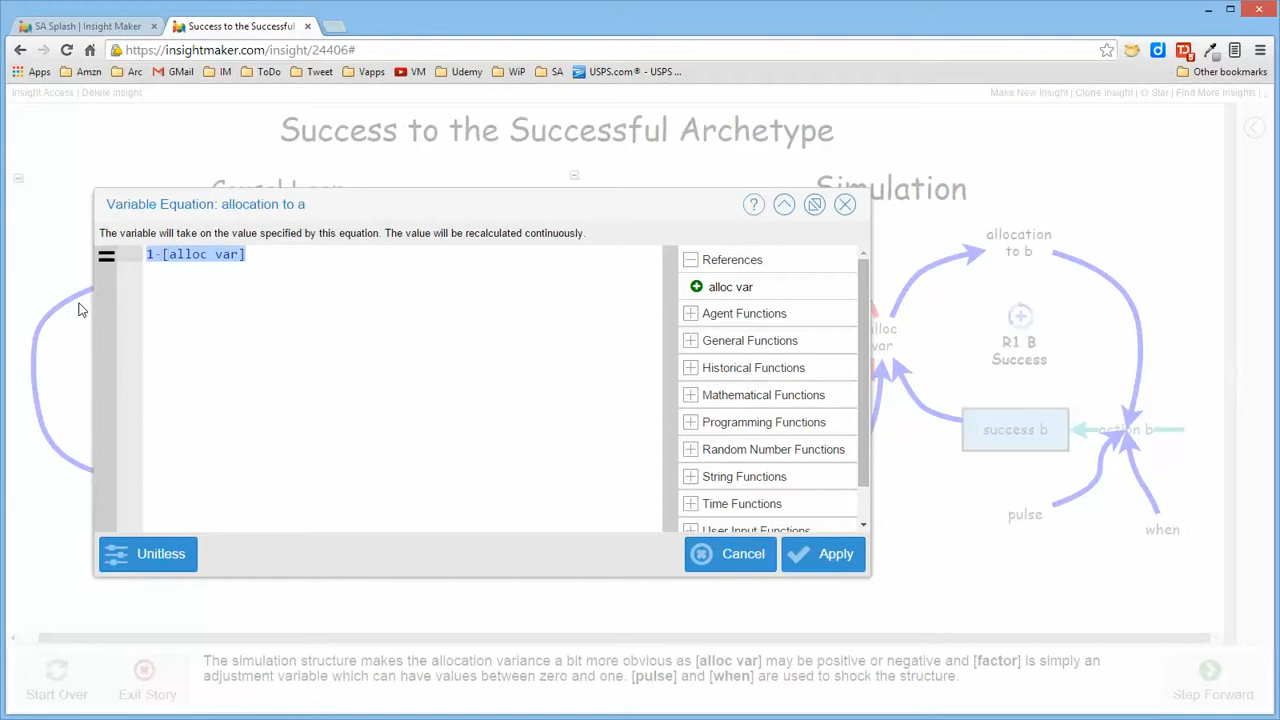 SA Splash | Insight Maker
Success to the Successful
https://insightmaker.com/insight/24406#
Apps Amzn Arc GMail IM ToDo Tweet Vapps VM Udemy WiP SA USPS.com® - USPS ... Other bookmarks
Insight Access | Delete Insight
Make New Insight | Clone Insight | Star | Find More Insights |
Success to the Successful Archetype
Simulation
Variable Equation: allocation to a
The variable will take on the value specified by this equation. The value will be recalculated continuously.
1-[alloc var]
References
alloc var
Agent Functions
General Functions
Historical Functions
Mathematical Functions
Programming Functions
Random Number Functions
String Functions
Time Functions
User Input Functions
Unitless
Cancel
Apply
allocation
to b
alloc
var
R1 B
Success
success b
action b
pulse
when
Start Over
Exit Story
The simulation structure makes the allocation variance a bit more obvious as [alloc var] may be positive or negative and [factor] is simply an
adjustment variable which can have values between zero and one. [pulse] and [when] are used to shock the structure.
Step Forward